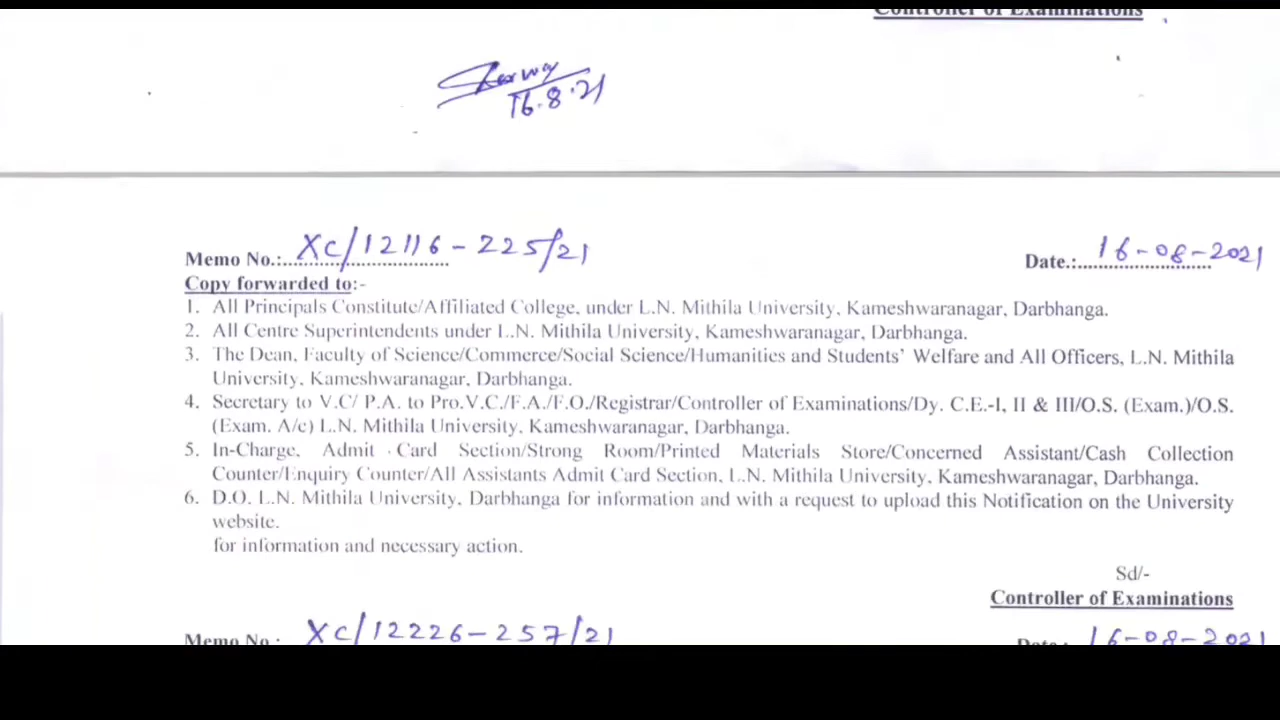 Controller of Examinations
16.8.21
Memo No.: XC/12116-225/21 Date.: 16-08-2021
Copy forwarded to:-
1. All Principals Constitute/Affiliated College, under L.N. Mithila University, Kameshwaranagar, Darbhanga.
2. All Centre Superintendents under L.N. Mithila University, Kameshwaranagar, Darbhanga.
3. The Dean, Faculty of Science/Commerce/Social Science/Humanities and Students' Welfare and All Officers, L.N. Mithila
University, Kameshwaranagar, Darbhanga.
4. Secretary to V.C/ P.A. to Pro.V.C./F.A./F.O./Registrar/Controller of Examinations/Dy. C.E.-I, II & III/O.S. (Exam.)/O.S.
(Exam. A/c) L.N. Mithila University, Kameshwaranagar, Darbhanga.
5. In-Charge, Admit Card Section/Strong Room/Printed Materials Store/Concerned Assistant/Cash Collection
Counter/Enquiry Counter/All Assistants Admit Card Section, L.N. Mithila University, Kameshwaranagar, Darbhanga.
6. D.O. L.N. Mithila University, Darbhanga for information and with a request to upload this Notification on the University
website.
for information and necessary action.
Sd/-
Controller of Examinations
Memo No.: XC/12226-257/21 Date.: 16-08-2021